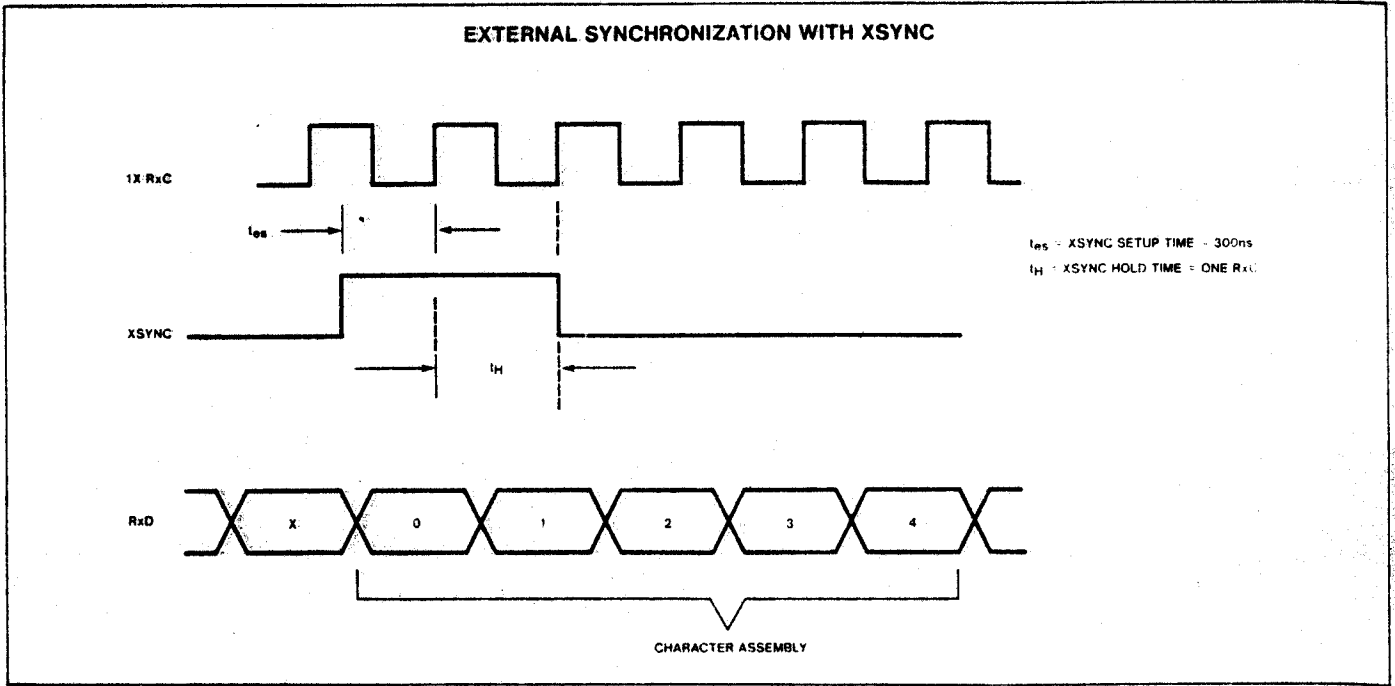 EXTERNAL SYNCHRONIZATION WITH XSYNC
1X RxC
tes
tes - XSYNC SETUP TIME - 300ns
tH - XSYNC HOLD TIME = ONE RxC
XSYNC
tH
RxD
X 0 1 2 3 4
CHARACTER ASSEMBLY